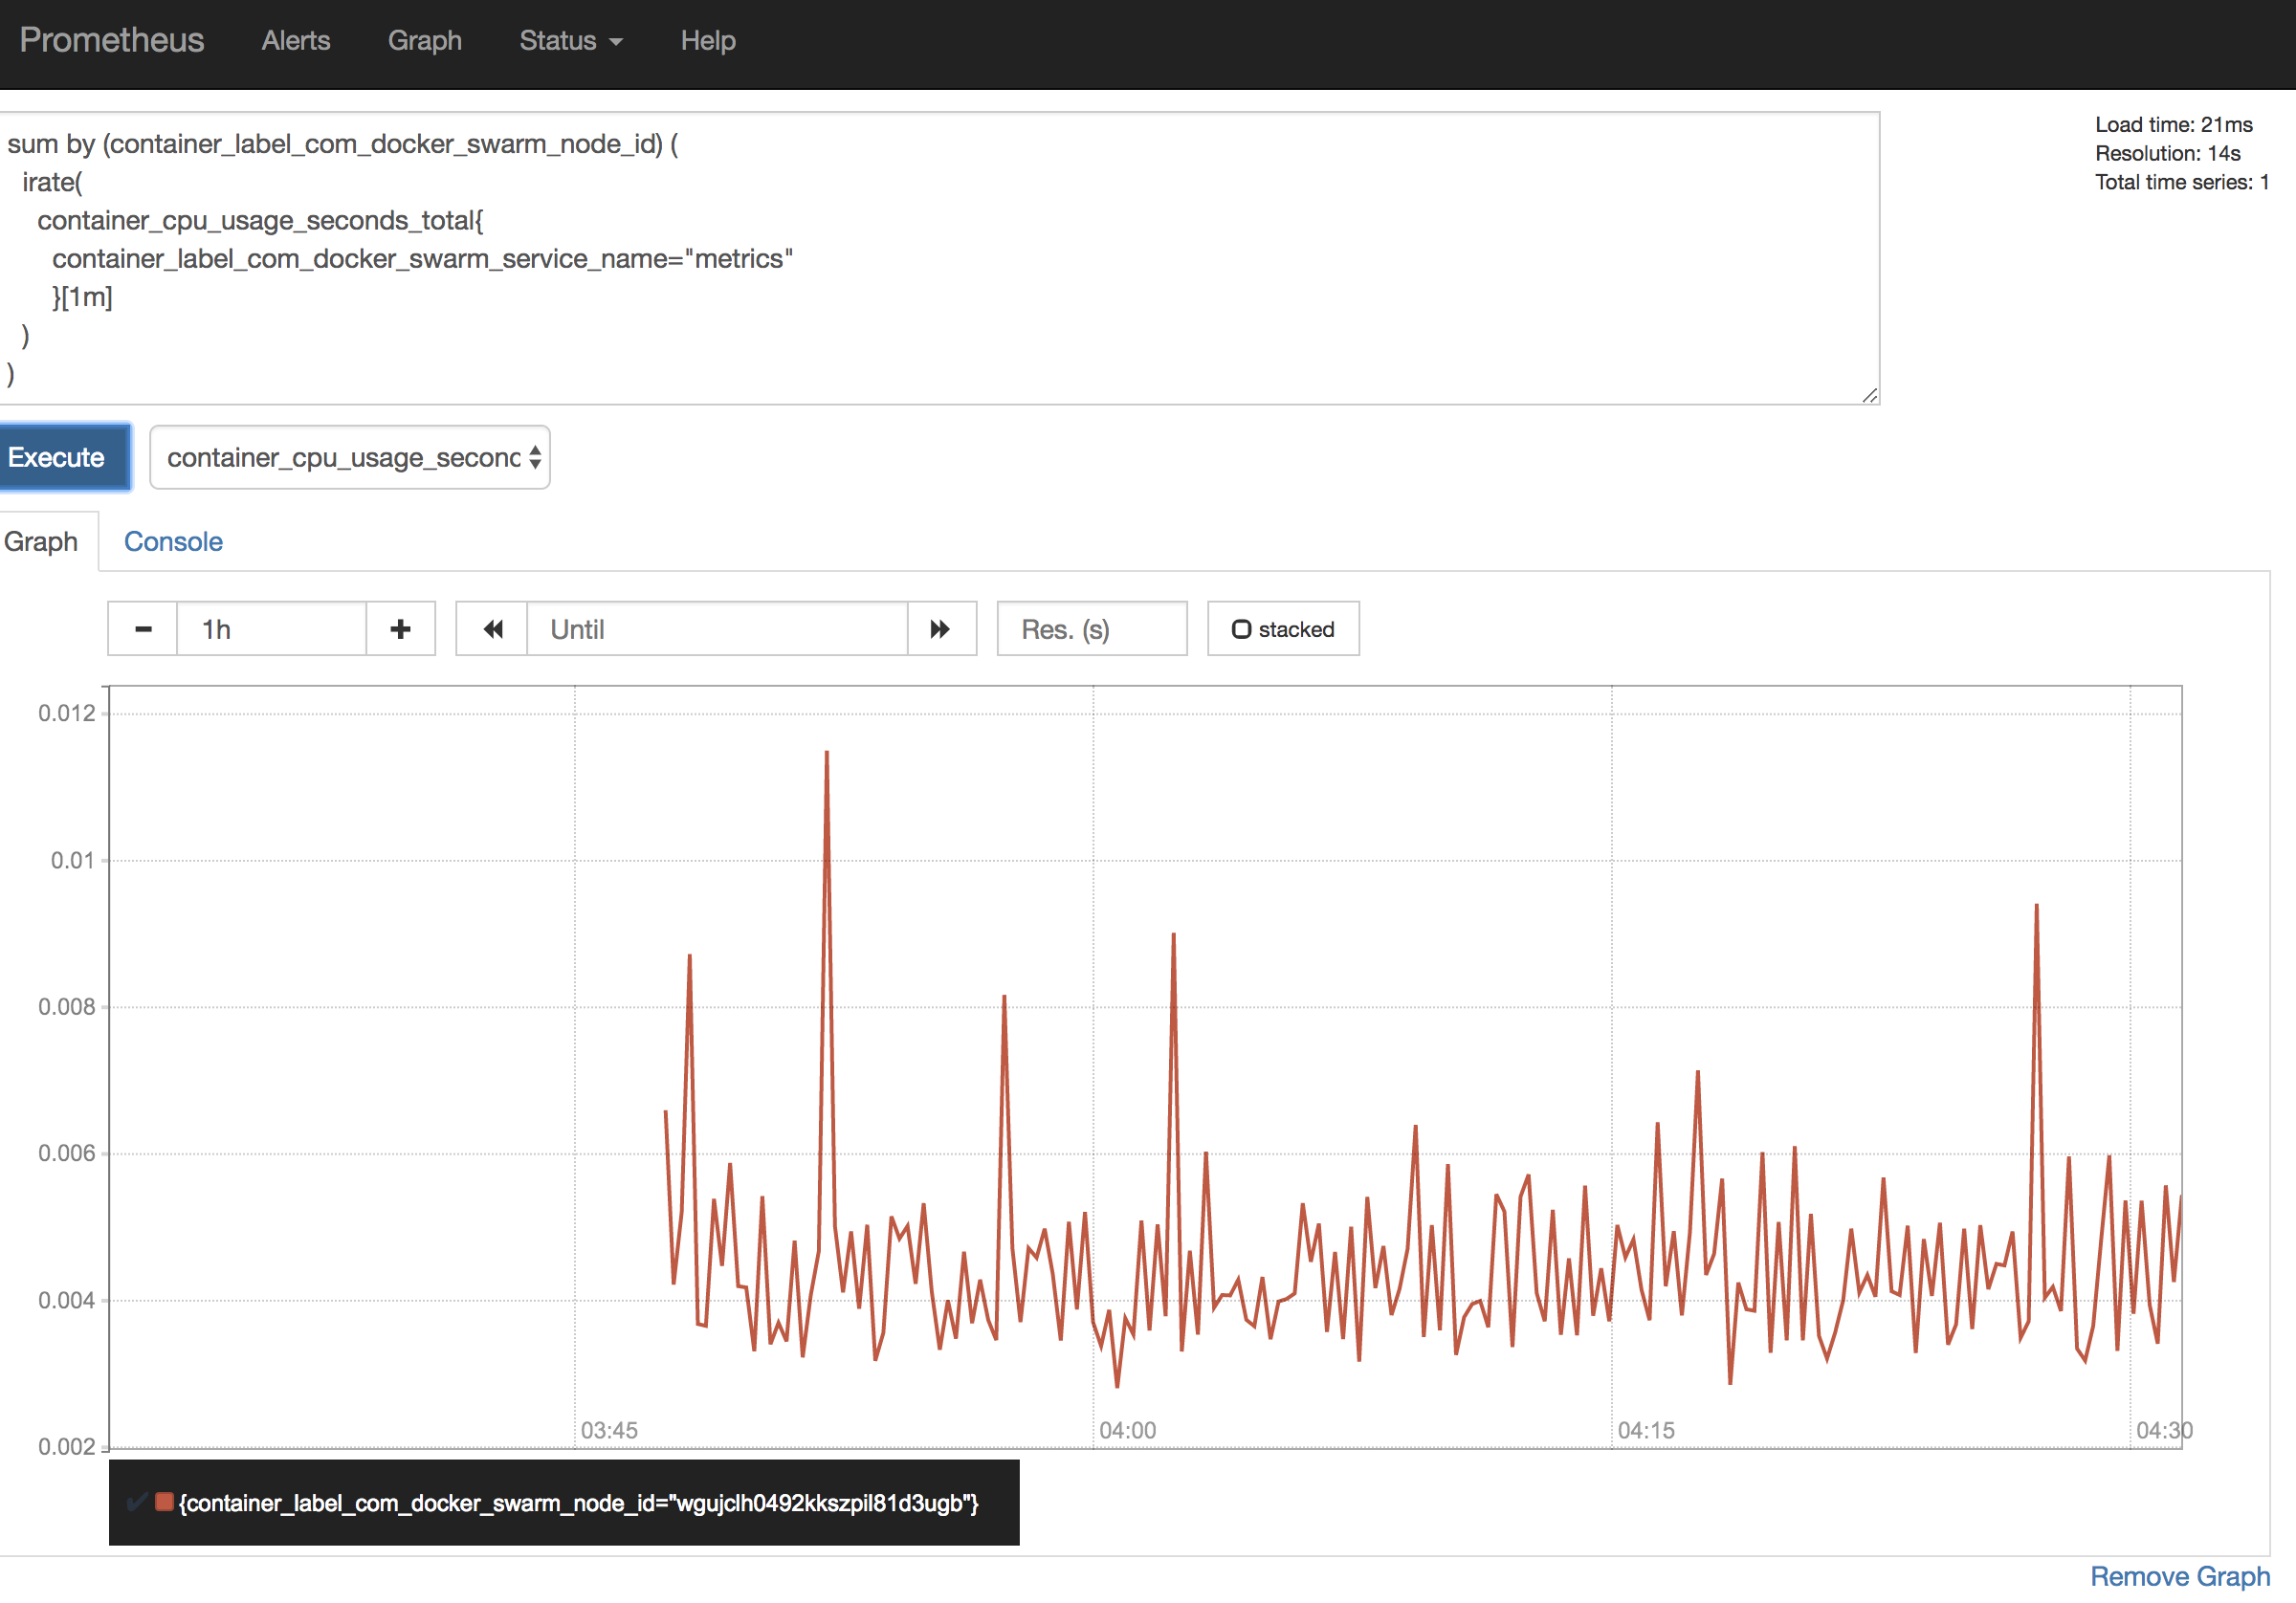 Prometheus Alerts Graph Status Help
sum by (container_label_com_docker_swarm_node_id) (
irate(
container_cpu_usage_seconds_total{
container_label_com_docker_swarm_service_name="metrics"
}[1m]
)
)
Load time: 21ms
Resolution: 14s
Total time series: 1
Execute container_cpu_usage_seconc
Graph Console
- 1h + Until Res. (s) stacked
0.012
0.01
0.008
0.006
0.004
0.002
03:45 04:00 04:15 04:30
{container_label_com_docker_swarm_node_id="wgujclh0492kkszpil81d3ugb"}
Remove Graph